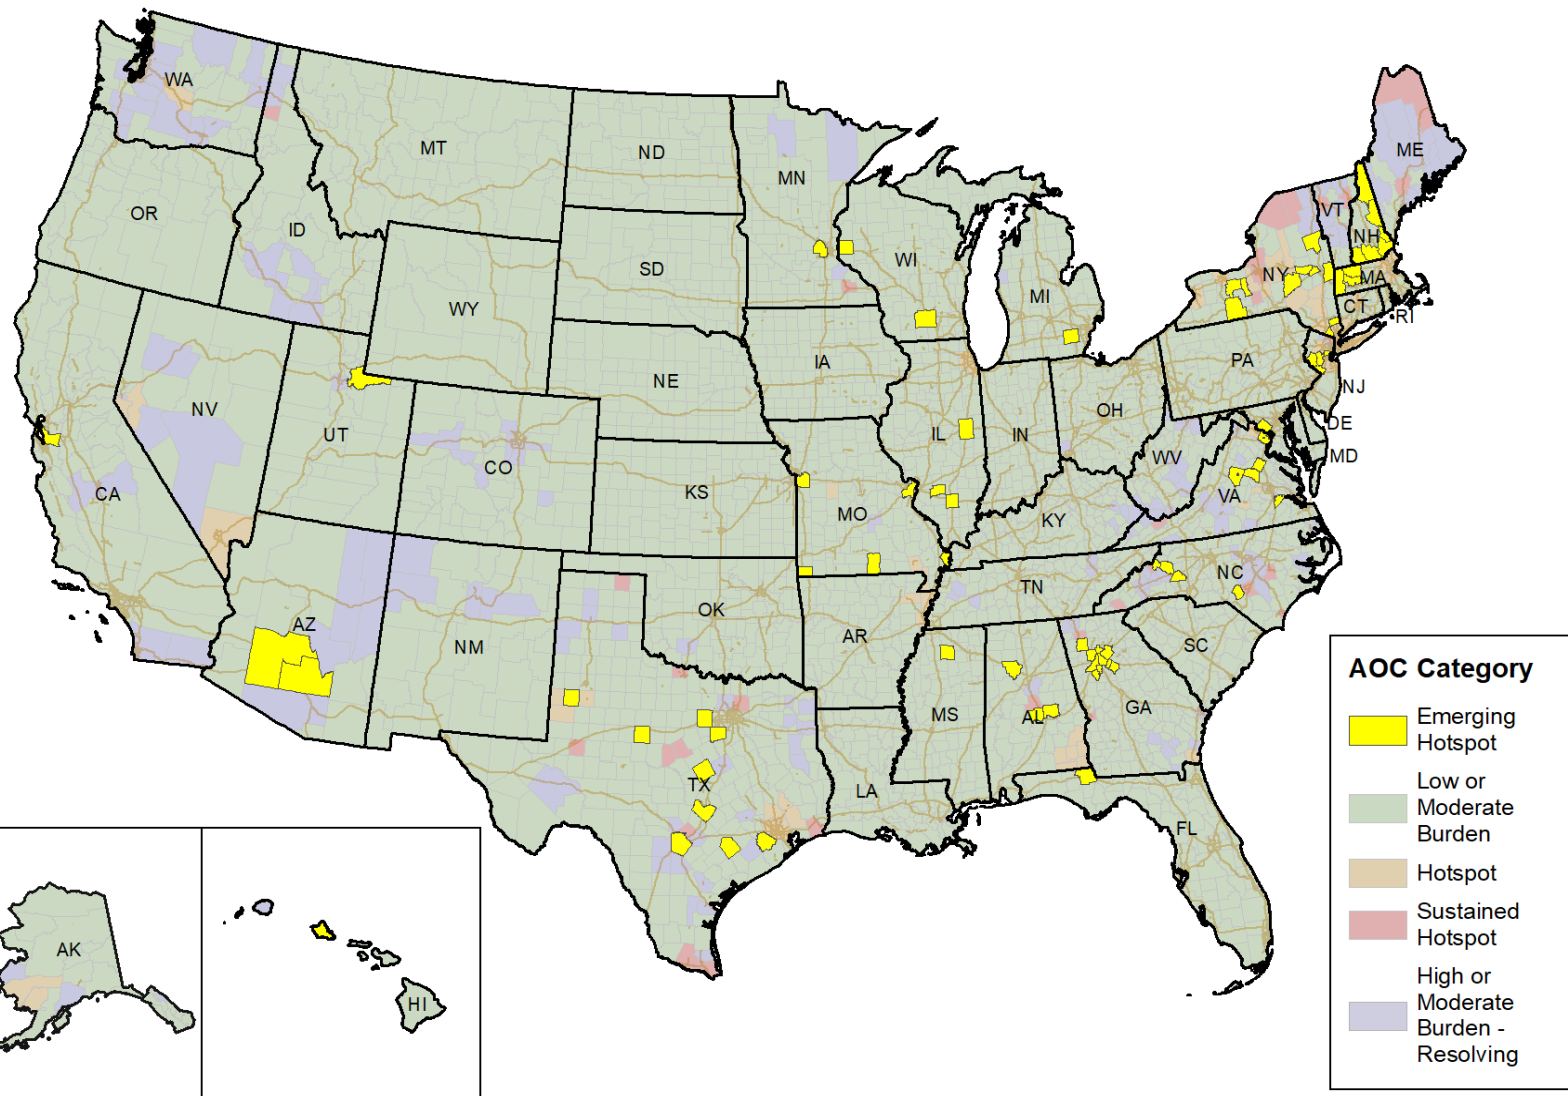 WA
MT
ND
MN
ME
OR
ID
SD
WI
VT
NH
NY
MA
MI
CT
RI
WY
IA
PA
NJ
NE
NV
UT
IL
IN
OH
DE
MD
CO
WV
CA
KS
MO
VA
KY
NC
TN
AZ
OK
AR
SC
NM
MS
AL
GA
TX
LA
FL
AK
HI
AOC Category
Emerging
Hotspot
Low or
Moderate
Burden
Hotspot
Sustained
Hotspot
High or
Moderate
Burden -
Resolving